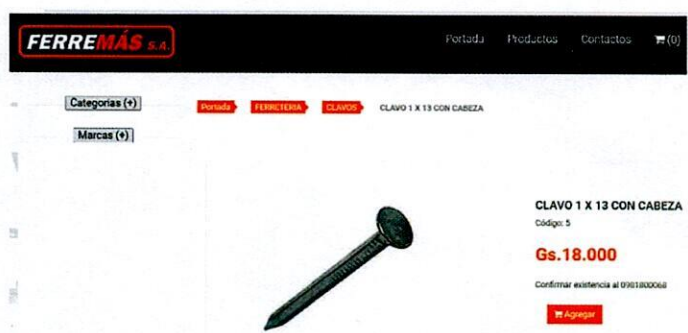 FERREMÁS S.A.
Portada Productos Contactos (0)
Categorias (+)
Portada FERRETERIA CLAVOS CLAVO 1 X 13 CON CABEZA
Marcas (+)
CLAVO 1 X 13 CON CABEZA
Código: 5
Gs.18.000
Confirmar existencia al 0981800068
Agregar